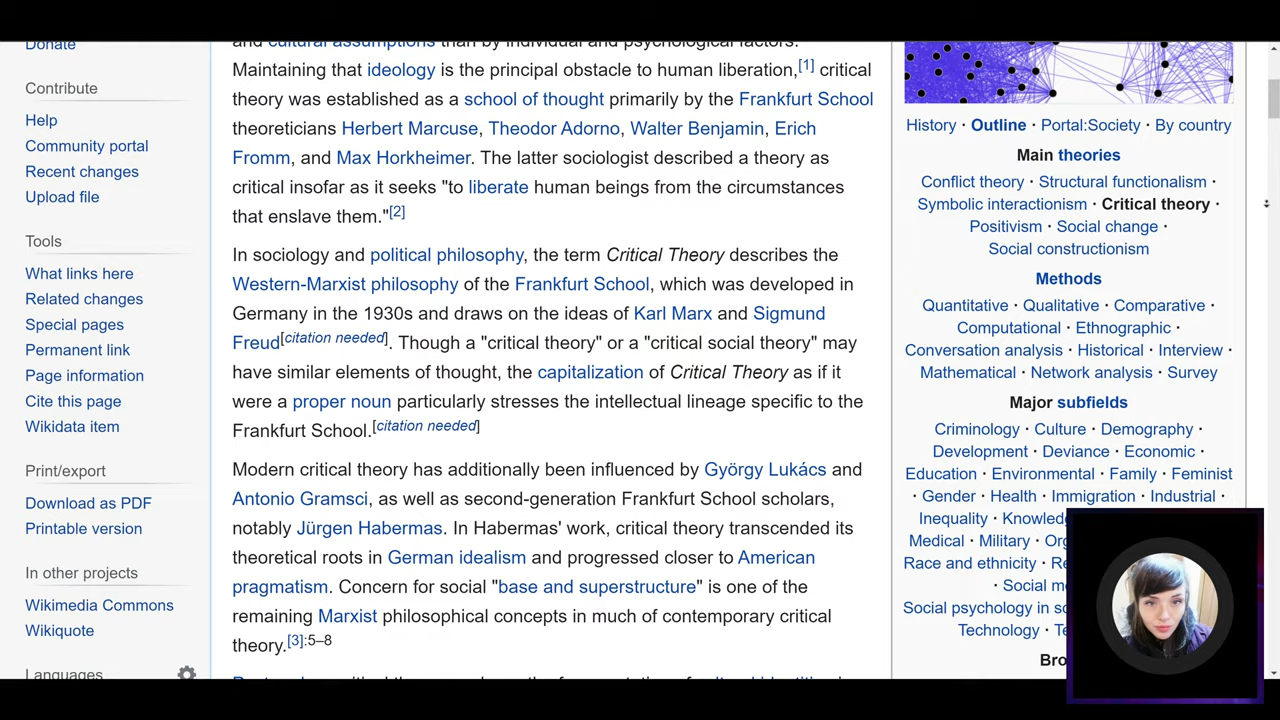 Donate
Contribute
Help
Community portal
Recent changes
Upload file
Tools
What links here
Related changes
Special pages
Permanent link
Page information
Cite this page
Wikidata item
Print/export
Download as PDF
Printable version
In other projects
Wikimedia Commons
Wikiquote
Languages
and cultural assumptions than by individual and psychological factors.
Maintaining that ideology is the principal obstacle to human liberation,[1] critical
theory was established as a school of thought primarily by the Frankfurt School
theoreticians Herbert Marcuse, Theodor Adorno, Walter Benjamin, Erich
Fromm, and Max Horkheimer. The latter sociologist described a theory as
critical insofar as it seeks "to liberate human beings from the circumstances
that enslave them."[2]
In sociology and political philosophy, the term Critical Theory describes the
Western-Marxist philosophy of the Frankfurt School, which was developed in
Germany in the 1930s and draws on the ideas of Karl Marx and Sigmund
Freud[citation needed]. Though a "critical theory" or a "critical social theory" may
have similar elements of thought, the capitalization of Critical Theory as if it
were a proper noun particularly stresses the intellectual lineage specific to the
Frankfurt School.[citation needed]
Modern critical theory has additionally been influenced by György Lukács and
Antonio Gramsci, as well as second-generation Frankfurt School scholars,
notably Jürgen Habermas. In Habermas' work, critical theory transcended its
theoretical roots in German idealism and progressed closer to American
pragmatism. Concern for social "base and superstructure" is one of the
remaining Marxist philosophical concepts in much of contemporary critical
theory.[3]:5–8
History · Outline · Portal:Society · By country
Main theories
Conflict theory · Structural functionalism ·
Symbolic interactionism · Critical theory ·
Positivism · Social change ·
Social constructionism
Methods
Quantitative · Qualitative · Comparative ·
Computational · Ethnographic ·
Conversation analysis · Historical · Interview ·
Mathematical · Network analysis · Survey
Major subfields
Criminology · Culture · Demography ·
Development · Deviance · Economic ·
Education · Environmental · Family · Feminist
· Gender · Health · Immigration · Industrial ·
Inequality · Knowled
Medical · Military ·
Race and ethnicity ·
· Social
Social psychology in
Technology ·